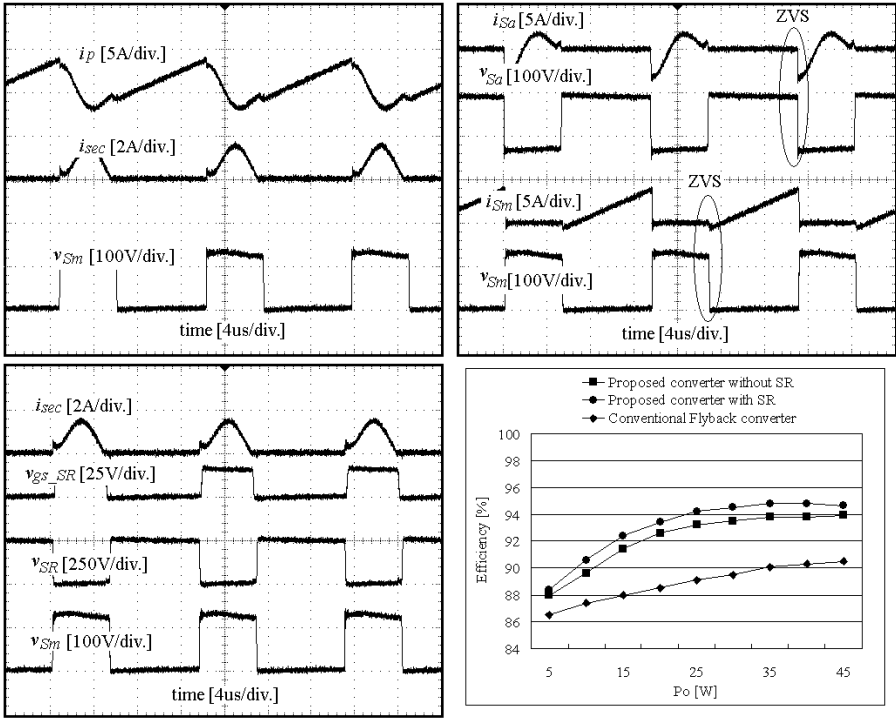 ip [5A/div.]
isec [2A/div.]
vSm [100V/div.]
time [4us/div.]
iSa [5A/div.]
ZVS
vSa [100V/div.]
ZVS
iSm [5A/div.]
vSm[100V/div.]
time [4us/div.]
isec [2A/div.]
vgs_SR [25V/div.]
vSR [250V/div.]
vSm [100V/div.]
time [4us/div.]
Proposed converter without SR
Proposed converter with SR
Conventional Flyback converter
Efficiency [%]
100
98
96
94
92
90
88
86
84
5 15 25 35 45
Po [W]